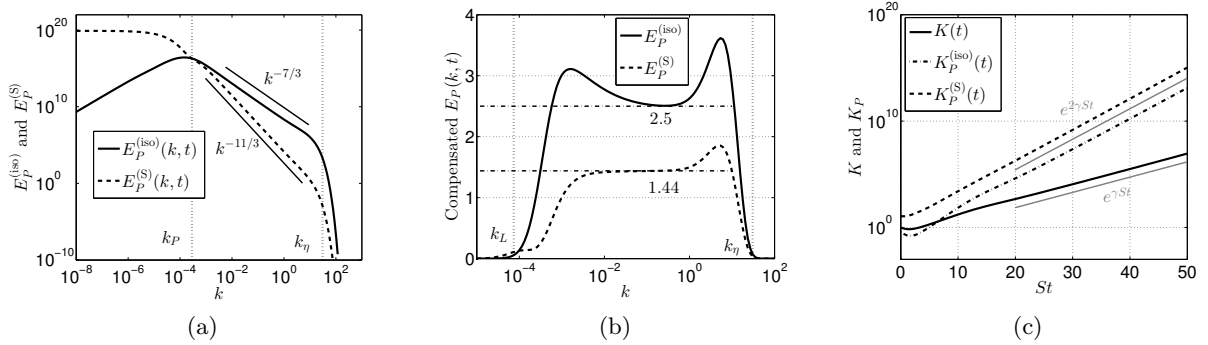 10^20
10^10
10^0
10^−10
E_P^(iso) and E_P^(S)
k^−7/3
k^−11/3
E_P^(iso)(k, t)
E_P^(S)(k, t)
k_P
k_η
10^−8
10^−6
10^−4
10^−2
10^0
10^2
k
(a)
4
3
2
1
0
Compensated E_P(k, t)
E_P^(iso)
E_P^(S)
2.5
1.44
k_L
k_η
10^−4
10^−2
10^0
10^2
k
(b)
10^20
10^15
10^10
10^5
10^0
K and K_P
K(t)
K_P^(iso)(t)
K_P^(S)(t)
e^2γSt
e^γSt
0
10
20
30
40
50
St
(c)